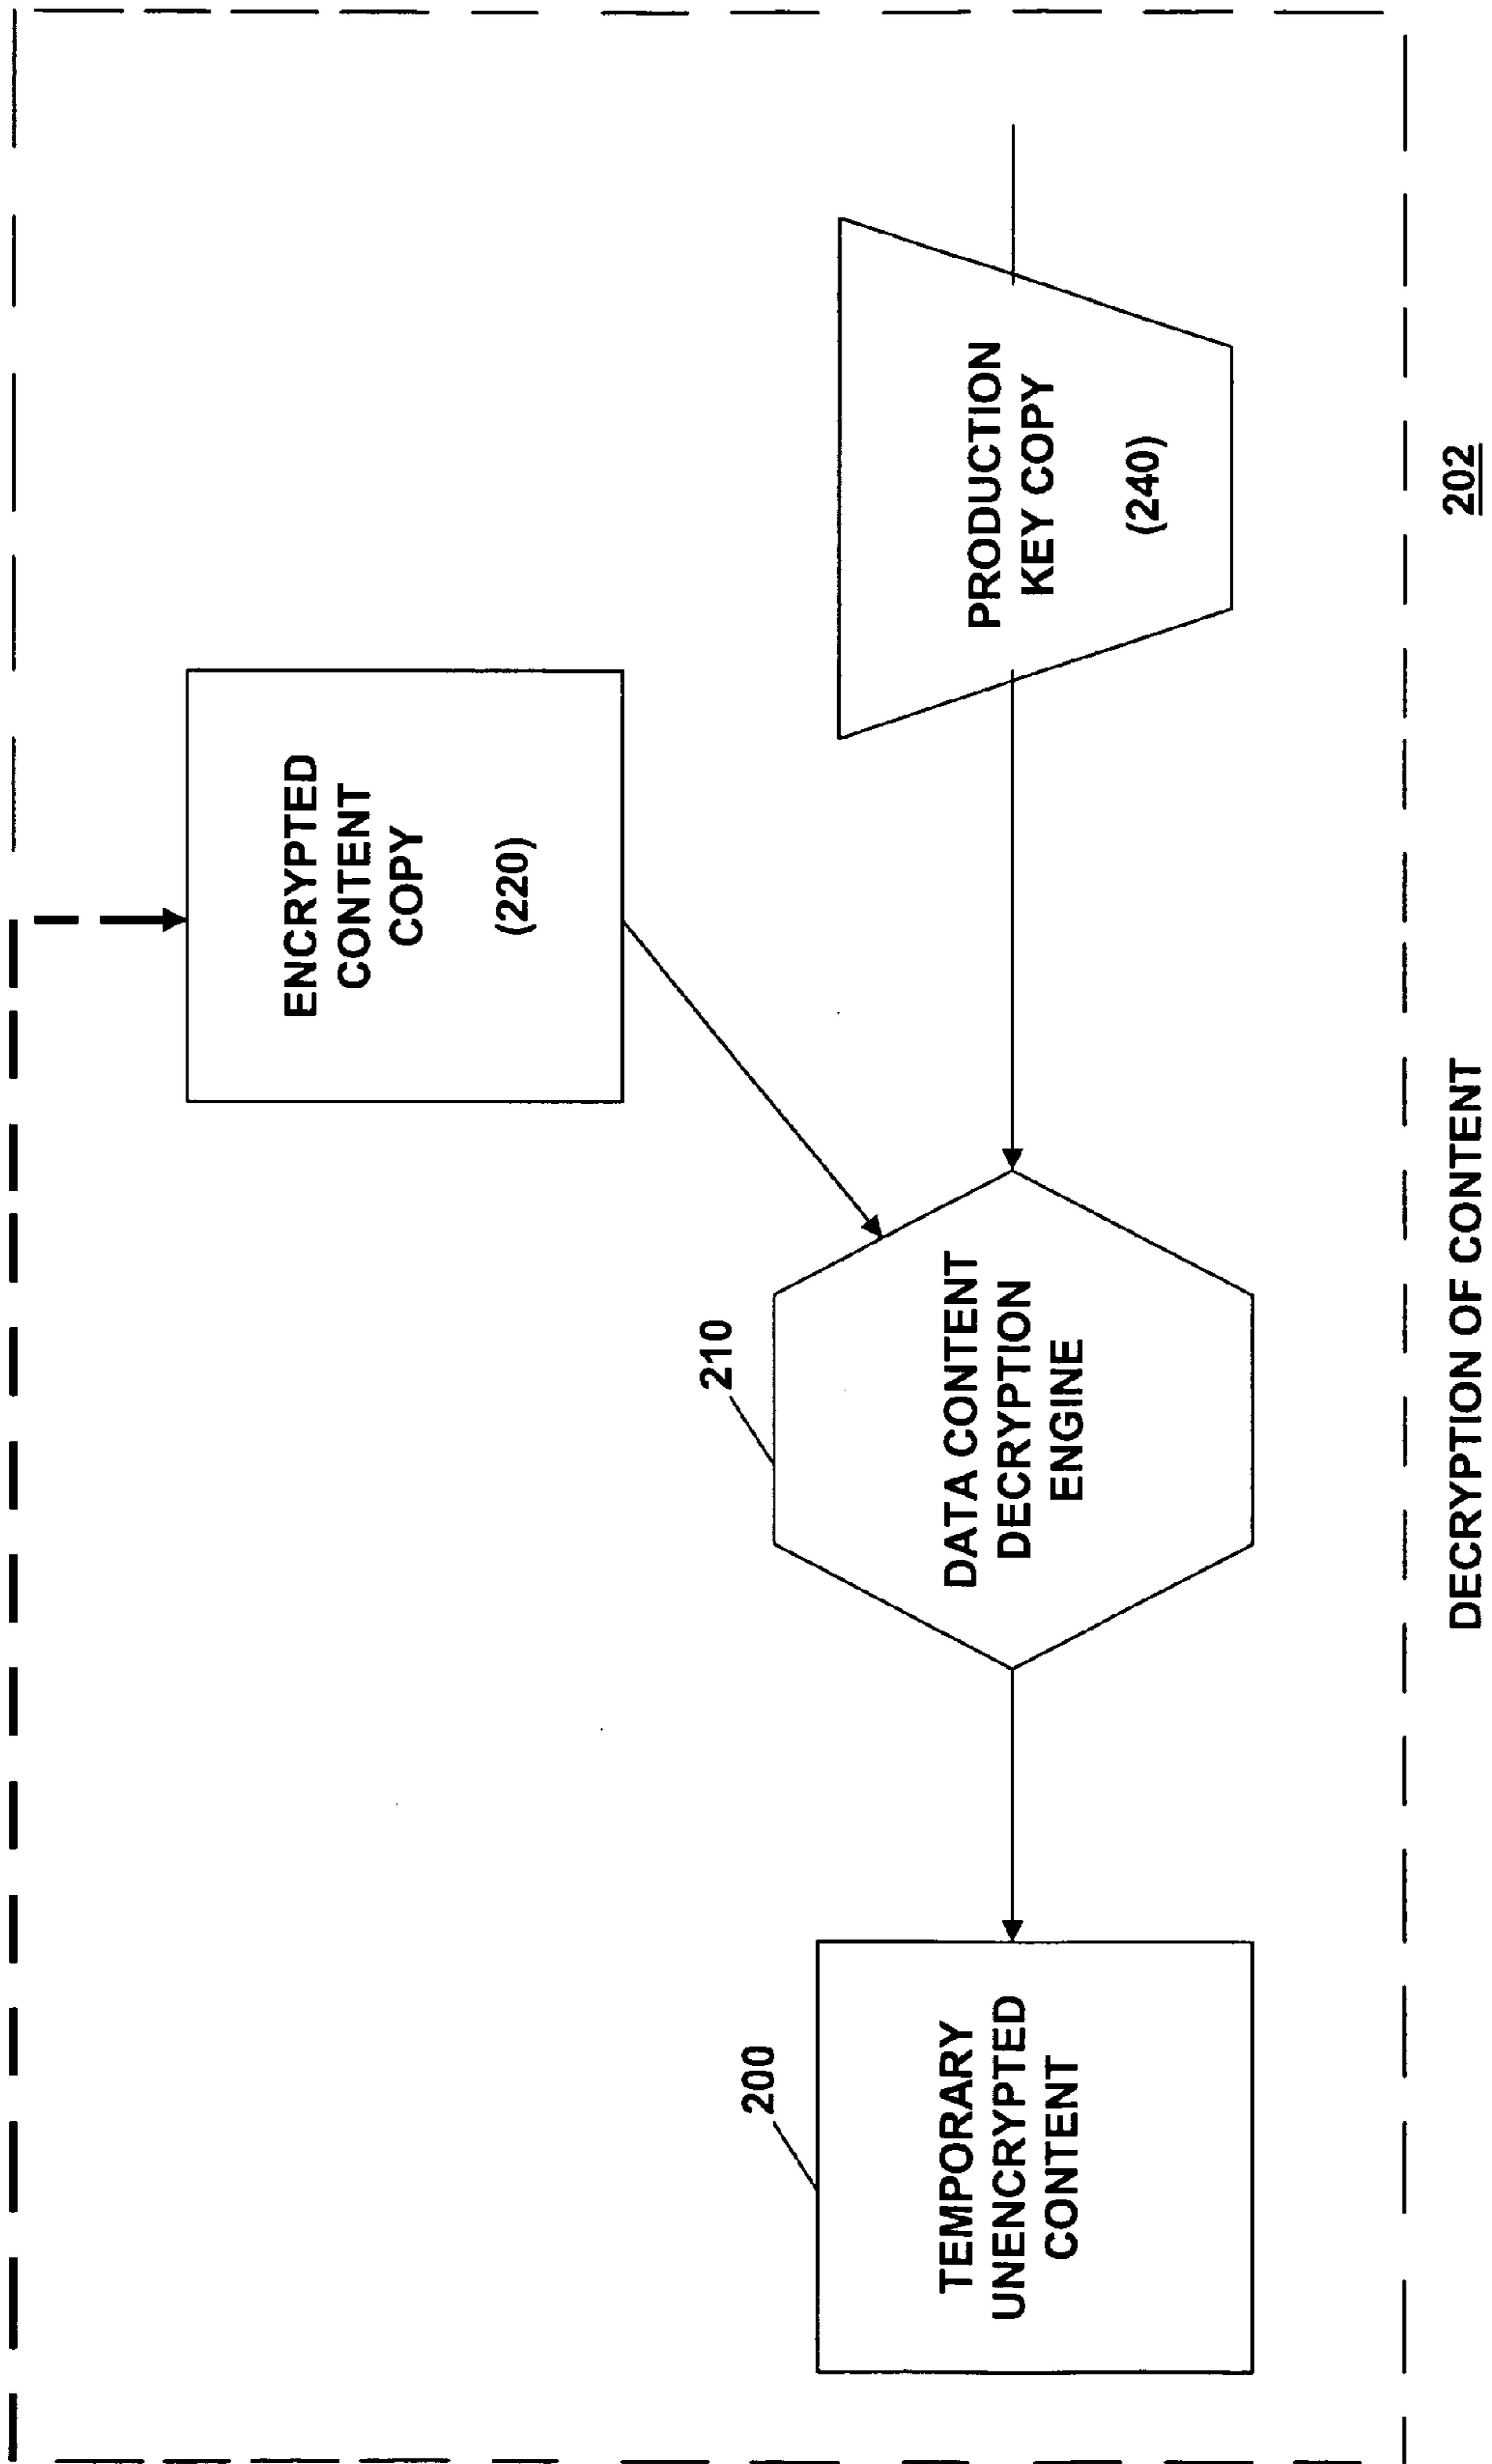 ENCRYPTED
CONTENT
COPY
(220)
210
200
TEMPORARY
UNENCRYPTED
CONTENT
DATA CONTENT
DECRYPTION
ENGINE
PRODUCTION
KEY COPY
(240)
DECRYPTION OF CONTENT
202